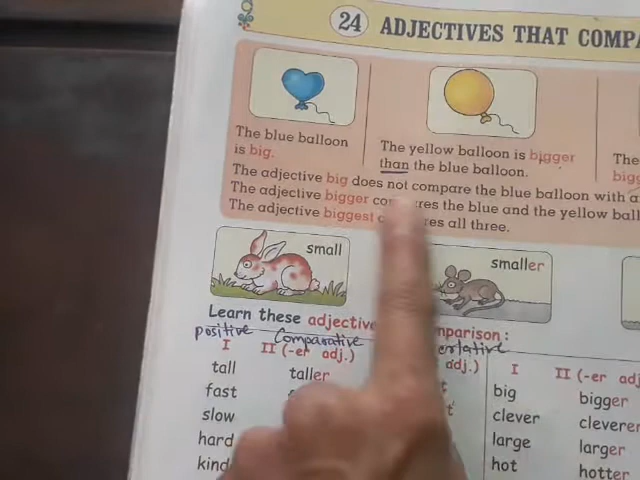 24 ADJECTIVES THAT COMPA
The blue balloon
is big.
The yellow balloon is bigger
than the blue balloon.
The
bigg
The adjective big does not compare the blue balloon with a
The adjective bigger the blue and the yellow ball
The adjective biggest all three.
small
smaller
Learn these adjective mparison:
positive Comparative
I II (-er adj.) adj.)
tall taller
fast
slow
hard
kind
I II (-er adj
big bigger
clever cleverer
large larger
hot hotter